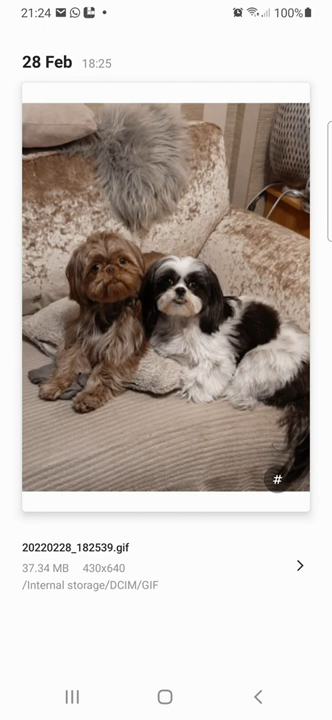 21:24
100%
28 Feb 18:25
#
20220228_182539.gif
37.34 MB 430x640
/Internal storage/DCIM/GIF